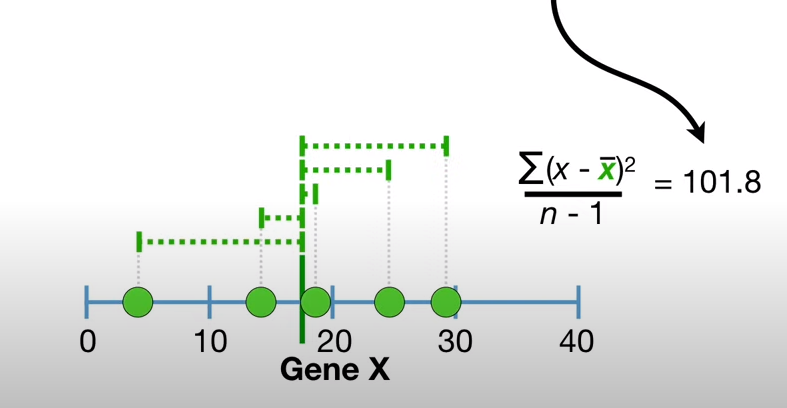 ∑(x - x̄)² = 101.8
n - 1
0 10 20 30 40
Gene X